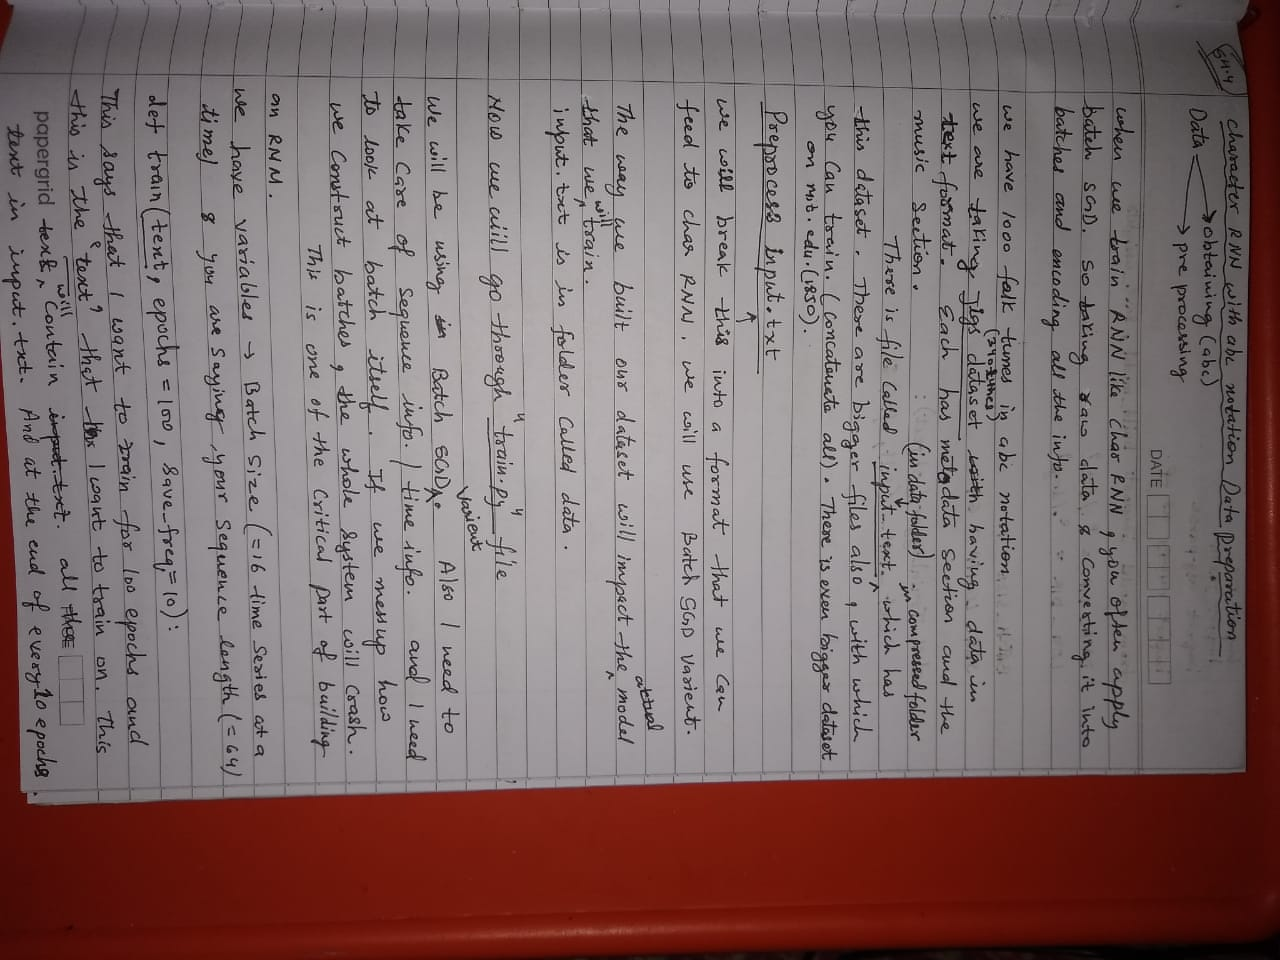 54.4
character RNN with abc notation Data preparation
DATE
Data → obtaining (abc)
→ pre processing
when we train RNN like char RNN, you often apply
batch SGD. So taking raw data & converting it into
batches and encoding all the info.
we have 1000 folk tunes in abc notation
(340 tunes)
we are taking Jigs dataset with having data in
text format. Each has meta data section and the
music section.
(in data folder) in compressed folder
There is file called input.text. which has
this dataset. There are bigger files also, with which
you can train. (concatenate all). There is even bigger dataset
on mit.edu. (1850).
Preprocess Input.txt
we will break this into a format that we can
feed to char RNN. we will use Batch SGD varient.
actual
The way we built our dataset will impact the model
that we will train.
input.txt is in folder called data.
Now we will go through "train.py" file
varient
We will be using in Batch SGD. Also I need to
take care of sequence info / time info. and I need
to look at batch itself. If we mess up how
we construct batches, the whole system will crash.
This is one of the critical part of building
an RNN.
we have variables → Batch size (=16 time series at a
time) & you are saying your sequence length (=64)
def train(text, epochs=100, save_freq=10):
This says that I want to train for 100 epochs and
this is the 'text' that I want to train on. This
papergrid text will contain input.txt. all
text in input.txt. And at the end of every 10 epochs.